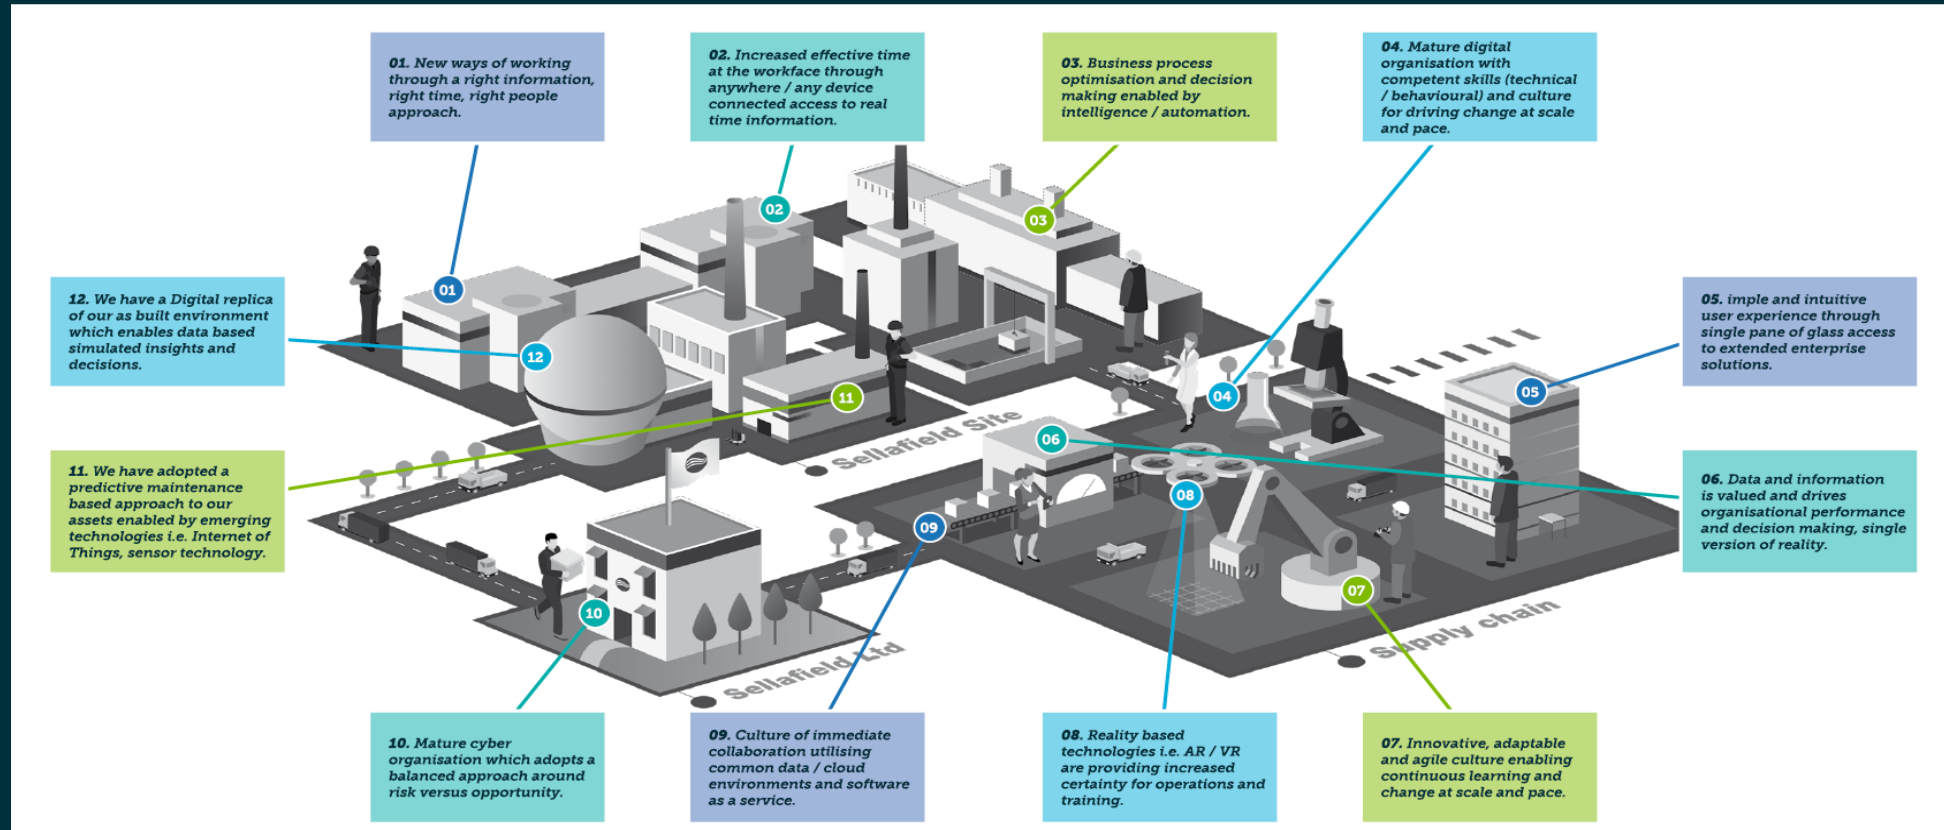 01. New ways of working
through a right information,
right time, right people
approach.
02. Increased effective time
at the workface through
anywhere / any device
connected access to real
time information.
03. Business process
optimisation and decision
making enabled by
intelligence / automation.
04. Mature digital
organisation with
competent skills (technical
/ behavioural) and culture
for driving change at scale
and pace.
02
03
01
12. We have a Digital replica
of our as built environment
which enables data based
simulated insights and
decisions.
12
05. imple and intuitive
user experience through
single pane of glass access
to extended enterprise
solutions.
11
04
05
Sellafield Site
06
11. We have adopted a
predictive maintenance
based approach to our
assets enabled by emerging
technologies i.e. Internet of
Things, sensor technology.
06. Data and information
is valued and drives
organisational performance
and decision making, single
version of reality.
08
09
07
10
Supply chain
Sellafield Ltd
10. Mature cyber
organisation which adopts a
balanced approach around
risk versus opportunity.
09. Culture of immediate
collaboration utilising
common data / cloud
environments and software
as a service.
08. Reality based
technologies i.e. AR / VR
are providing increased
certainty for operations and
training.
07. Innovative, adaptable
and agile culture enabling
continuous learning and
change at scale and pace.